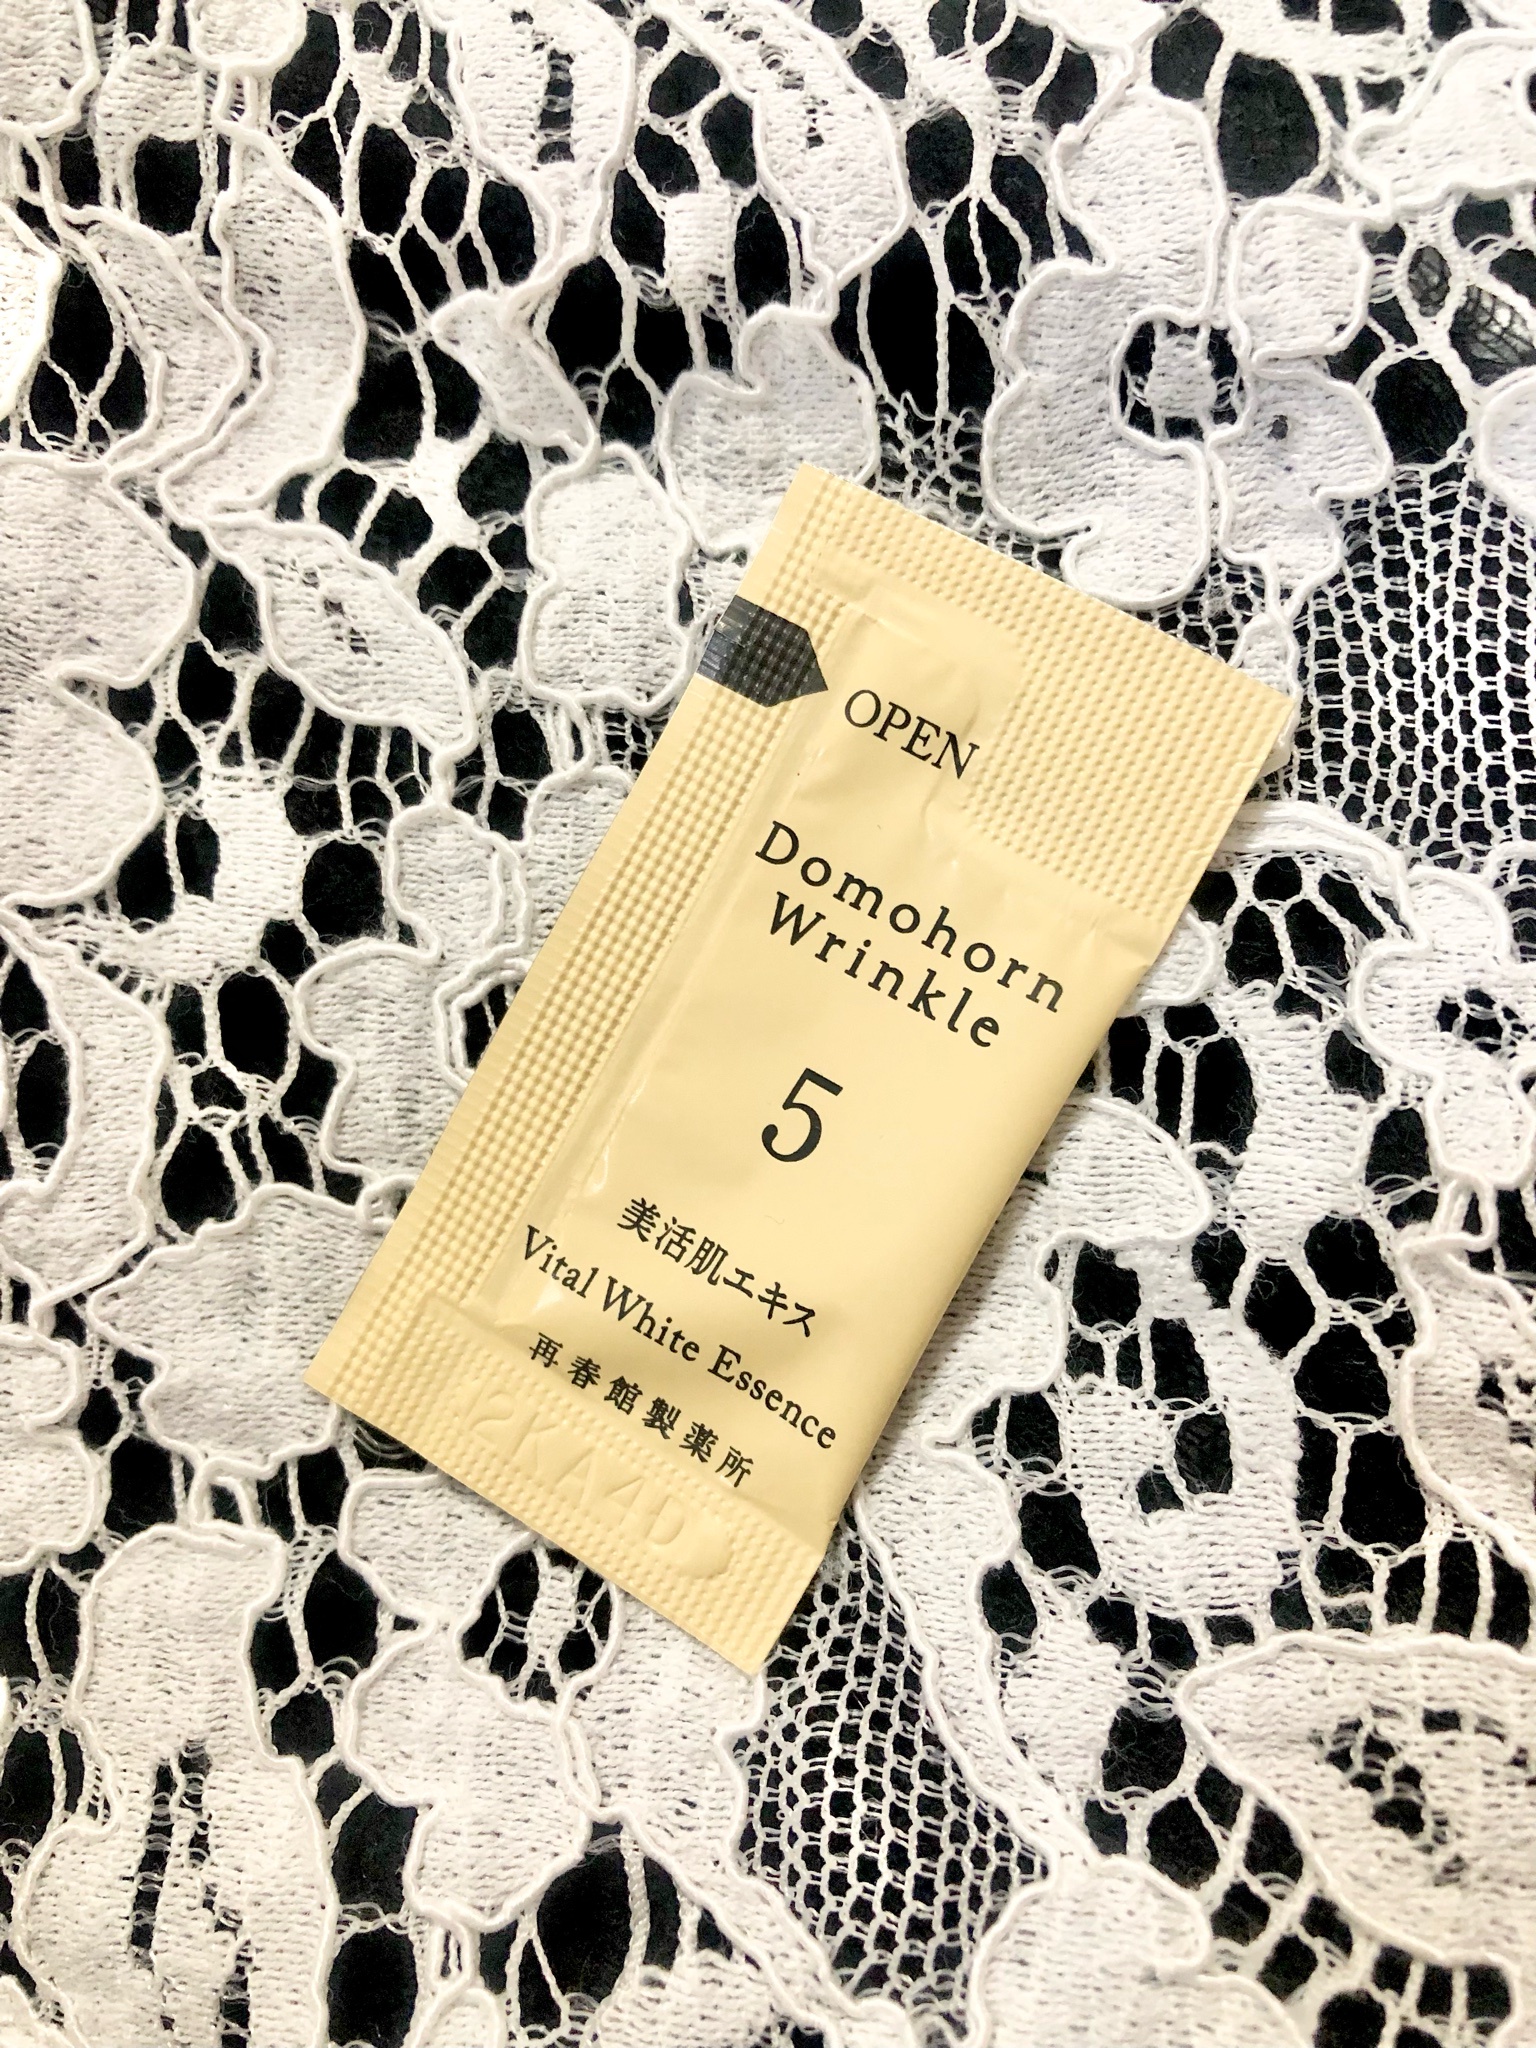 OPEN
Domohorn
Wrinkle
5
美活肌エキス
Vital White Essence
再春館製薬所
2KA4D